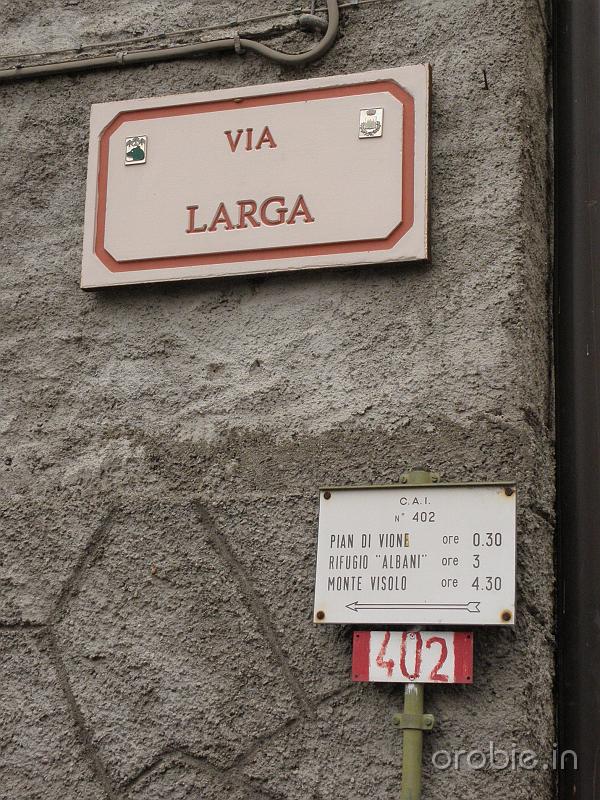 VIA
LARGA
C.A.I.
N° 402
PIAN DI VIONE ore 0.30
RIFUGIO "ALBANI" ore 3
MONTE VISOLO ore 4.30
402
orobie.in